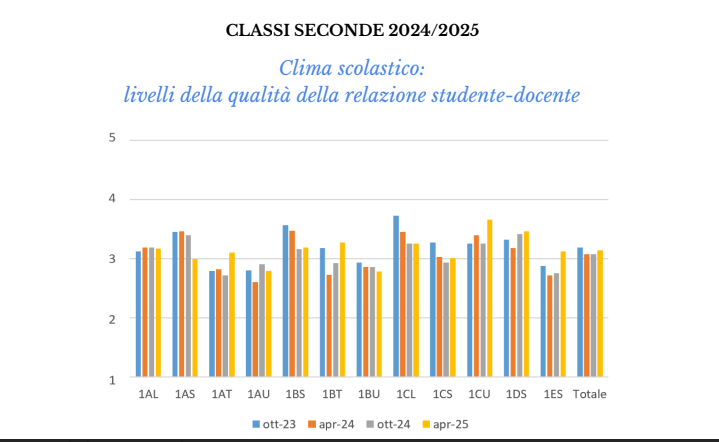 CLASSI SECONDE 2024/2025
Clima scolastico:
livelli della qualità della relazione studente-docente
5
4
3
2
1
1AL 1AS 1AT 1AU 1BS 1BT 1BU 1CL 1CS 1CU 1DS 1ES Totale
ott-23 apr-24 ott-24 apr-25